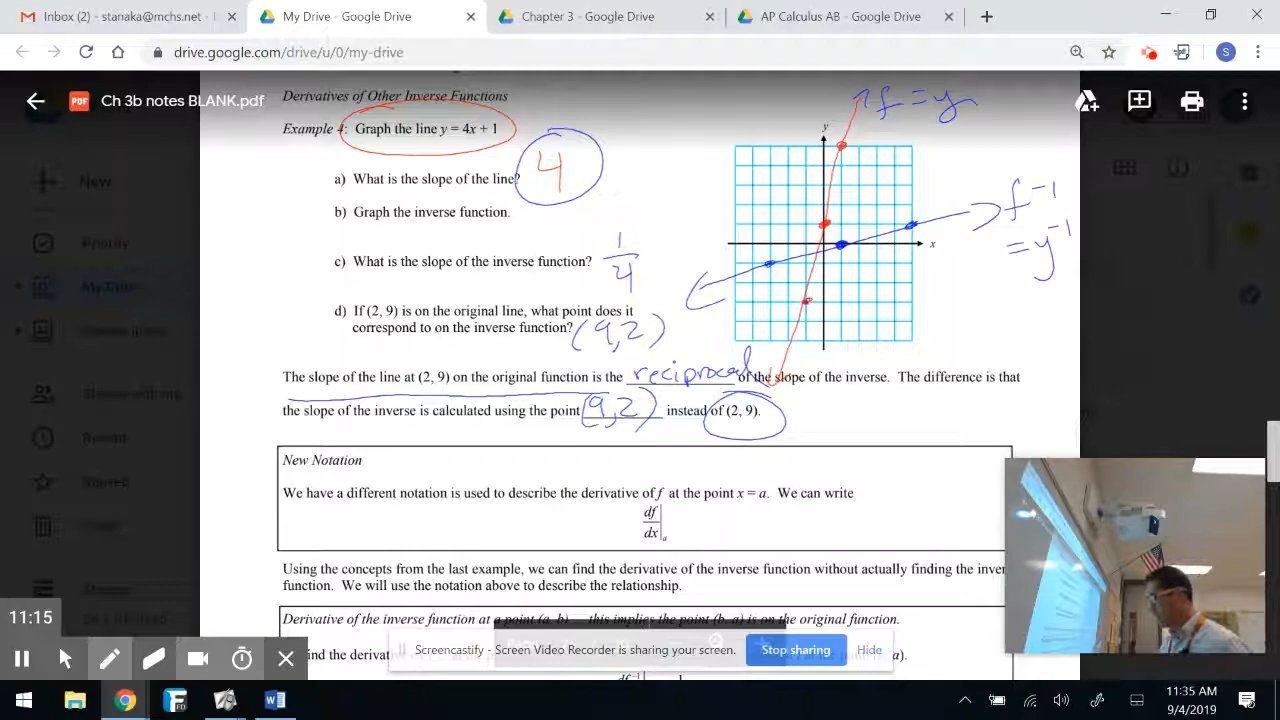 Inbox (2) - stanaka@mchs.net -
My Drive - Google Drive
Chapter 3 - Google Drive
AP Calculus AB - Google Drive
drive.google.com/drive/u/0/my-drive
S
PDF Ch 3b notes BLANK.pdf
Derivatives of Other Inverse Functions
Example 4: Graph the line y = 4x + 1
a) What is the slope of the line?
4
b) Graph the inverse function.
c) What is the slope of the inverse function?
1/4
d) If (2, 9) is on the original line, what point does it
correspond to on the inverse function?
(9,2)
f = y
y
x
f⁻¹
= y⁻¹
The slope of the line at (2, 9) on the original function is the reciprocal of the slope of the inverse. The difference is that
the slope of the inverse is calculated using the point (9,2) instead of (2, 9).
New Notation
We have a different notation is used to describe the derivative of f at the point x = a. We can write
df
dx|a
Using the concepts from the last example, we can find the derivative of the inverse function without actually finding the inver
function. We will use the notation above to describe the relationship.
Derivative of the inverse function at a point (a, b) this implies the point (b, a) is on the original function.
ind the derivat
a).
New
Priority
Screencastify - Screen Video Recorder is sharing your screen.
Stop sharing
Hide
11:15
11:35 AM
9/4/2019